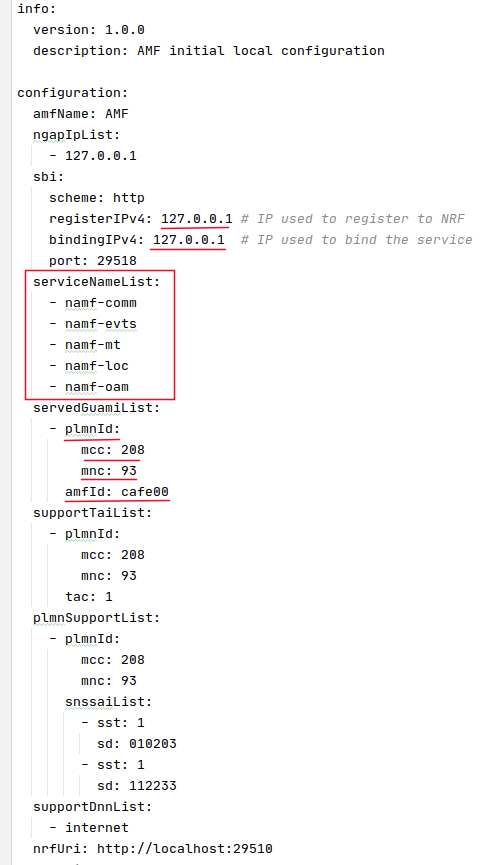 info:
  version: 1.0.0
  description: AMF initial local configuration

configuration:
  amfName: AMF
  ngapIpList:
    - 127.0.0.1
  sbi:
    scheme: http
    registerIPv4: 127.0.0.1 # IP used to register to NRF
    bindingIPv4: 127.0.0.1  # IP used to bind the service
    port: 29518
  serviceNameList:
    - namf-comm
    - namf-evts
    - namf-mt
    - namf-loc
    - namf-oam
  servedGuamiList:
    - plmnId:
        mcc: 208
        mnc: 93
      amfId: cafe00
  supportTaiList:
    - plmnId:
        mcc: 208
        mnc: 93
      tac: 1
  plmnSupportList:
    - plmnId:
        mcc: 208
        mnc: 93
      snssaiList:
        - sst: 1
          sd: 010203
        - sst: 1
          sd: 112233
  supportDnnList:
    - internet
  nrfUri: http://localhost:29510